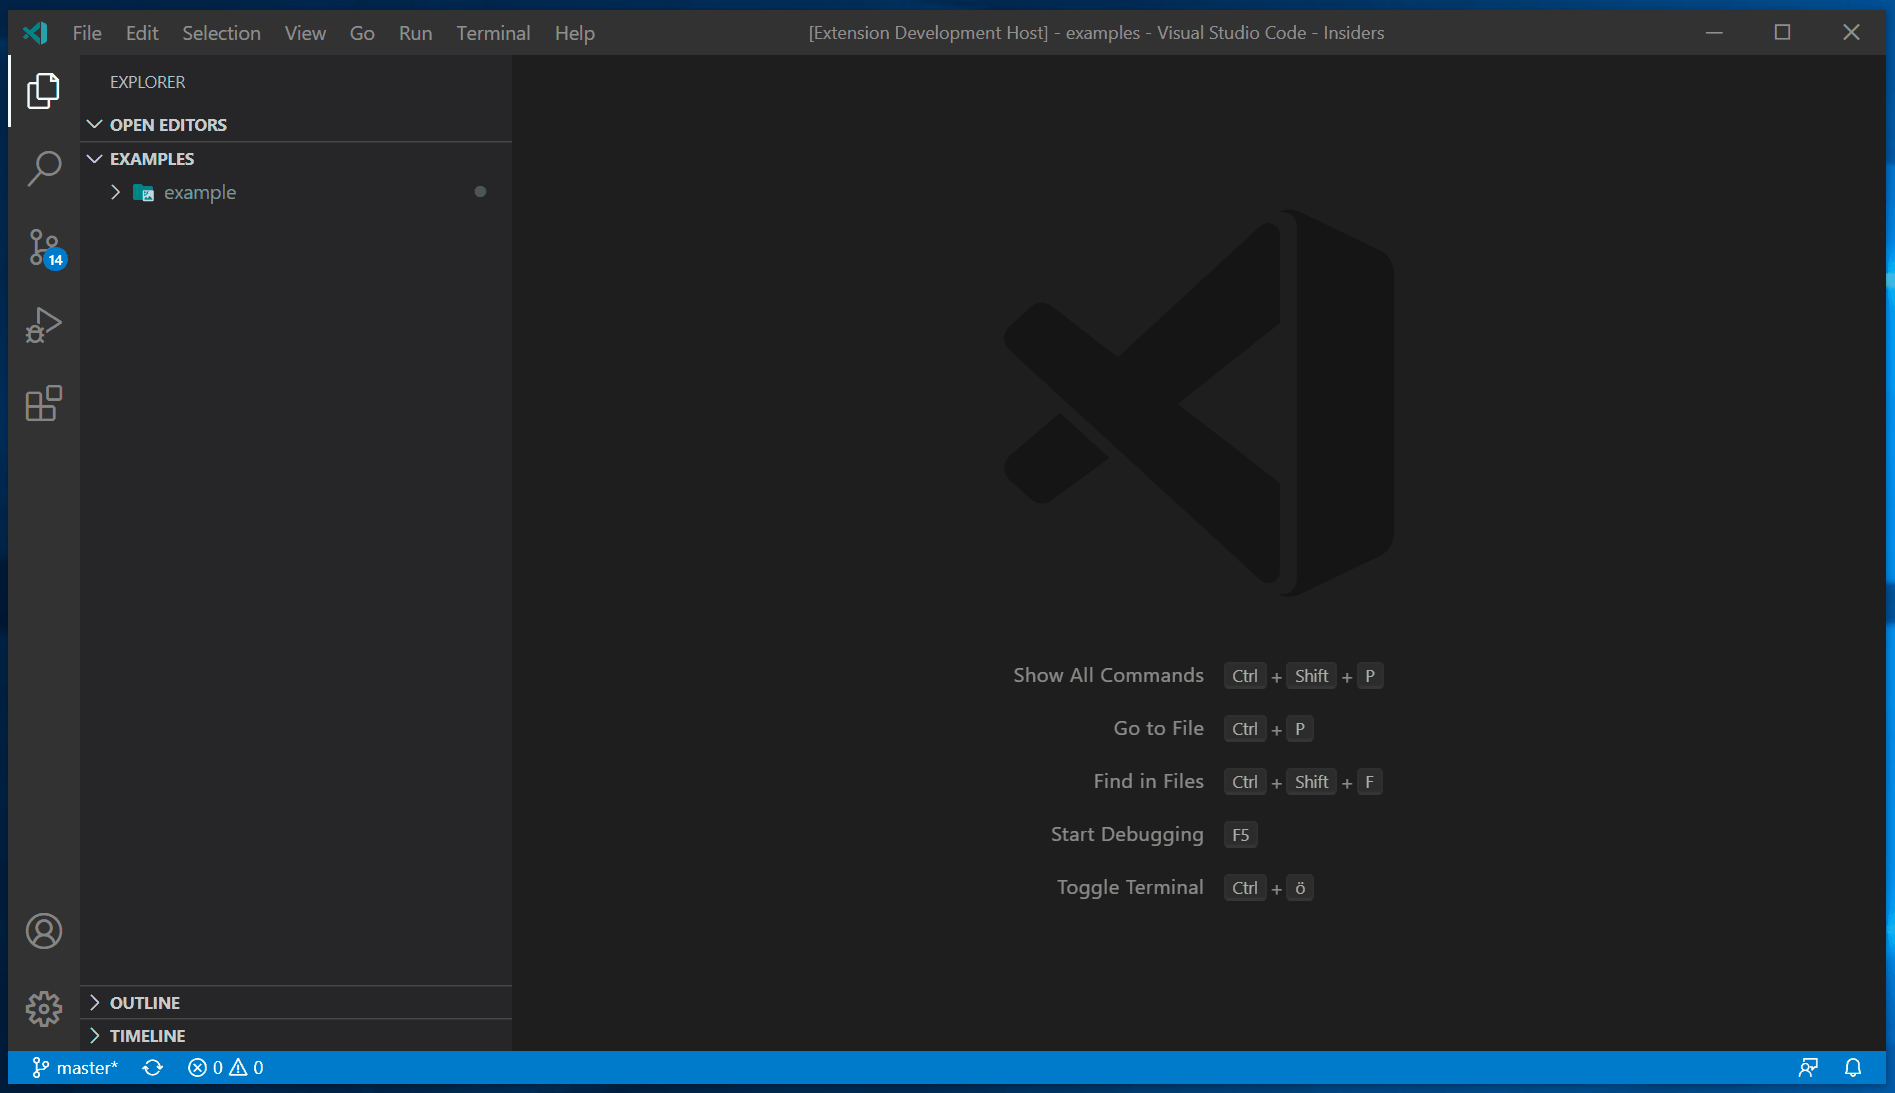 File Edit Selection View Go Run Terminal Help [Extension Development Host] - examples - Visual Studio Code - Insiders
EXPLORER
OPEN EDITORS
EXAMPLES
example
14
Show All Commands Ctrl + Shift + P
Go to File Ctrl + P
Find in Files Ctrl + Shift + F
Start Debugging F5
Toggle Terminal Ctrl + ö
OUTLINE
TIMELINE
master* 0 0